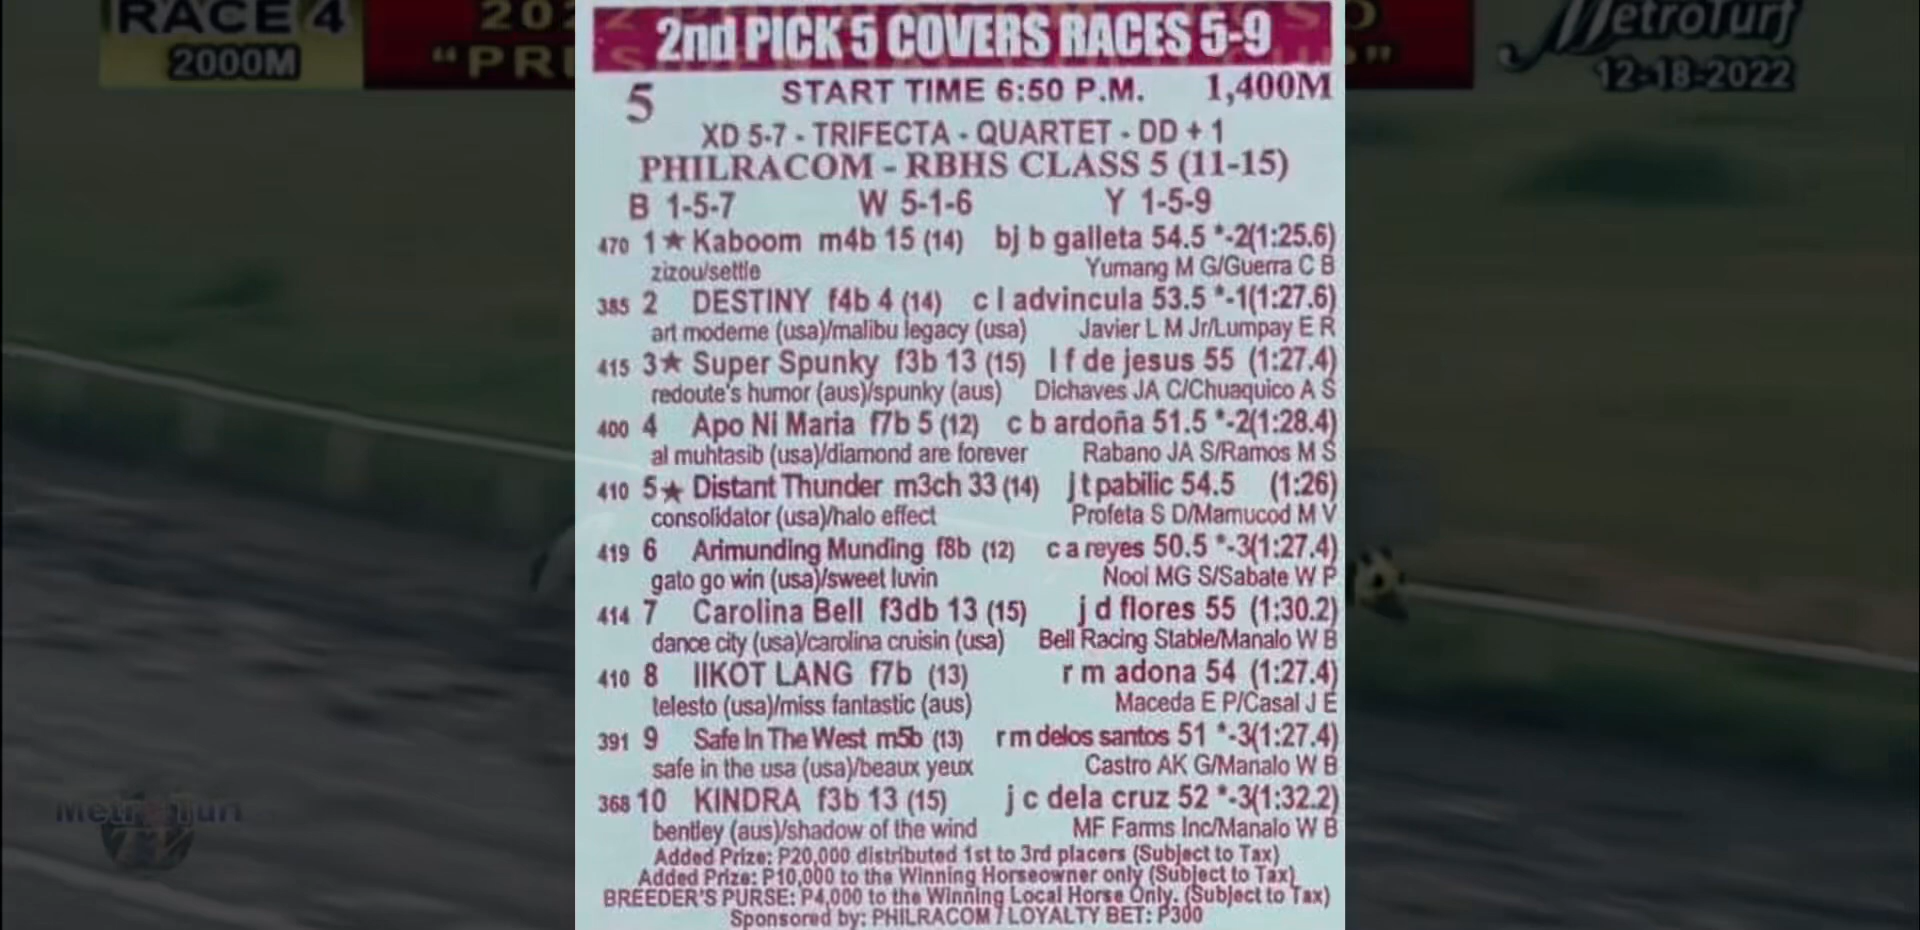 RACE 4
2000M
MetroTurf
12-18-2022
2nd PICK 5 COVERS RACES 5-9
5 START TIME 6:50 P.M. 1,400M
XD 5-7 - TRIFECTA - QUARTET - DD + 1
PHILRACOM - RBHS CLASS 5 (11-15)
B 1-5-7 W 5-1-6 Y 1-5-9
470 1★ Kaboom m4b 15 (14) bj b galleta 54.5 *-2(1:25.6)
zizou/settle Yumang M G/Guerra C B
385 2 DESTINY f4b 4 (14) c l advincula 53.5 *-1(1:27.6)
art moderne (usa)/malibu legacy (usa) Javier L M Jr/Lumpay E R
415 3★ Super Spunky f3b 13 (15) l f de jesus 55 (1:27.4)
redoute's humor (aus)/spunky (aus) Dichaves JA C/Chuaquico A S
400 4 Apo Ni Maria f7b 5 (12) c b ardoña 51.5 *-2(1:28.4)
al muhtasib (usa)/diamond are forever Rabano JA S/Ramos M S
410 5★ Distant Thunder m3ch 33 (14) j t pabilic 54.5 (1:26)
consolidator (usa)/halo effect Profeta S D/Mamucod M V
419 6 Arimunding Munding f8b (12) c a reyes 50.5 *-3(1:27.4)
gato go win (usa)/sweet luvin Nool MG S/Sabate W P
414 7 Carolina Bell f3db 13 (15) j d flores 55 (1:30.2)
dance city (usa)/carolina cruisin (usa) Bell Racing Stable/Manalo W B
410 8 IIKOT LANG f7b (13) r m adona 54 (1:27.4)
telesto (usa)/miss fantastic (aus) Maceda E P/Casal J E
391 9 Safe In The West m5b (13) r m delos santos 51 *-3(1:27.4)
safe in the usa (usa)/beaux yeux Castro AK G/Manalo W B
368 10 KINDRA f3b 13 (15) j c dela cruz 52 *-3(1:32.2)
bentley (aus)/shadow of the wind MF Farms Inc/Manalo W B
Added Prize: P20,000 distributed 1st to 3rd placers (Subject to Tax)
Added Prize: P10,000 to the Winning Horseowner only (Subject to Tax)
BREEDER'S PURSE: P4,000 to the Winning Local Horse Only. (Subject to Tax)
Sponsored by: PHILRACOM / LOYALTY BET: P300
MetroTurf